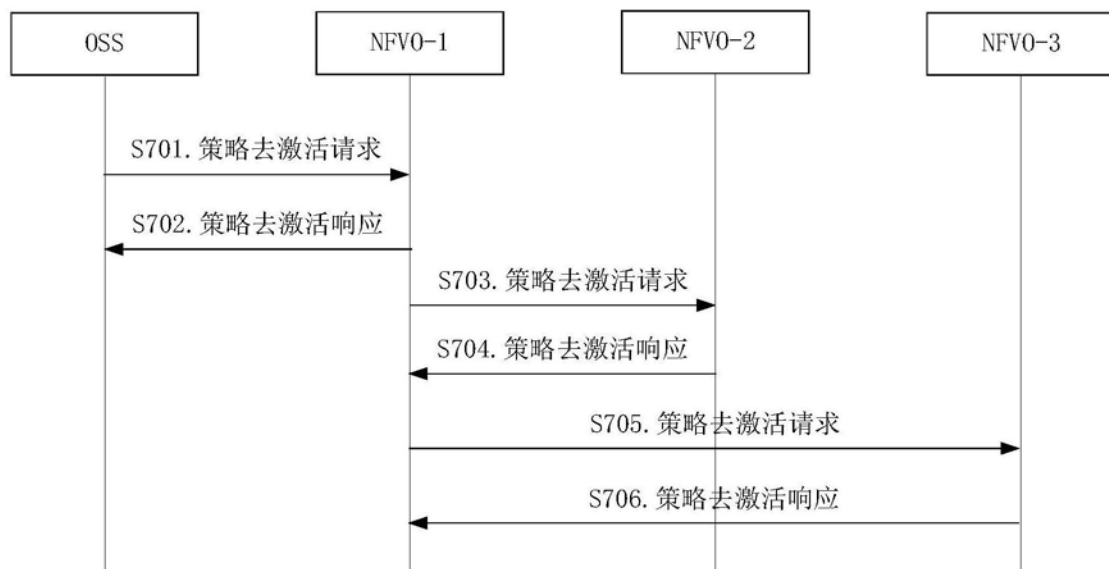 OSS
NFVO-1
NFVO-2
NFVO-3
S701.策略去激活请求
S702.策略去激活响应
S703.策略去激活请求
S704.策略去激活响应
S705.策略去激活请求
S706.策略去激活响应